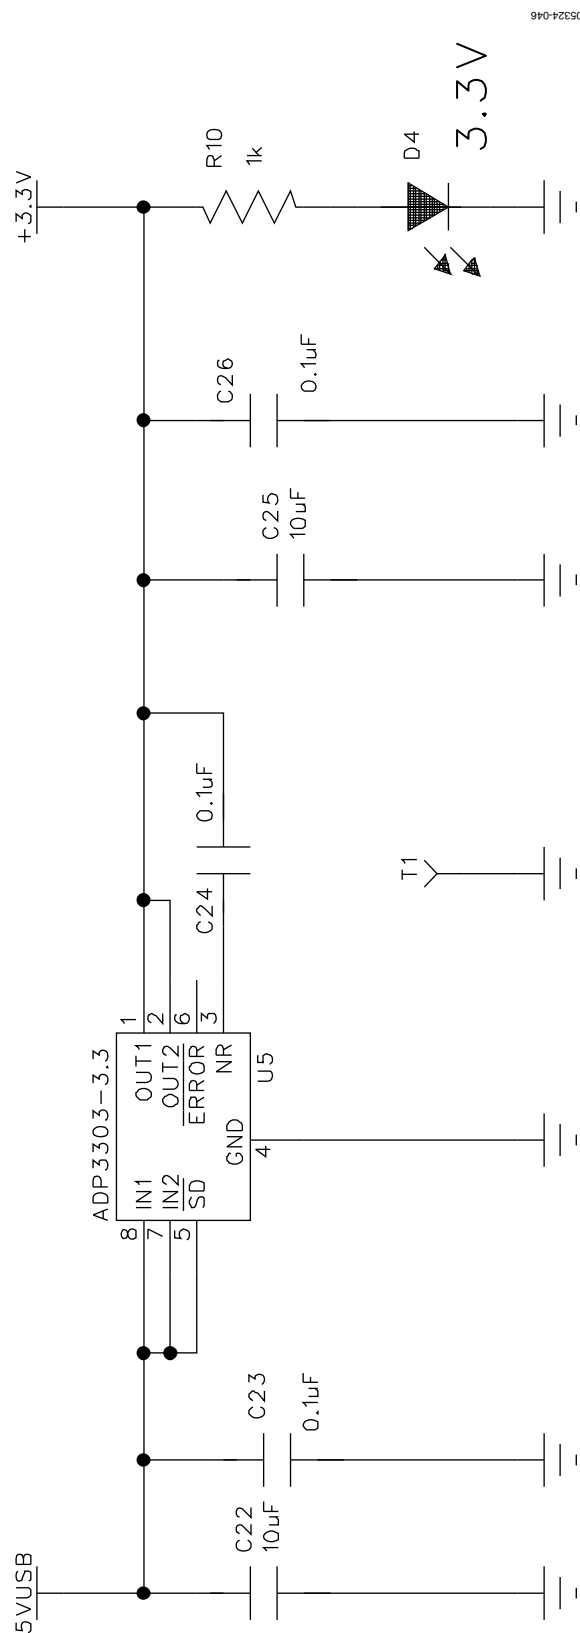 5VUSB
C22
10uF
C23
0.1uF
ADP3303-3.3
8
IN1
7
IN2
5
SD
OUT1
1
OUT2
2
ERROR
6
NR
3
GND
4
U5
C24
0.1uF
T1
C25
10uF
C26
0.1uF
+3.3V
R10
1k
D4
3.3V
05324-046